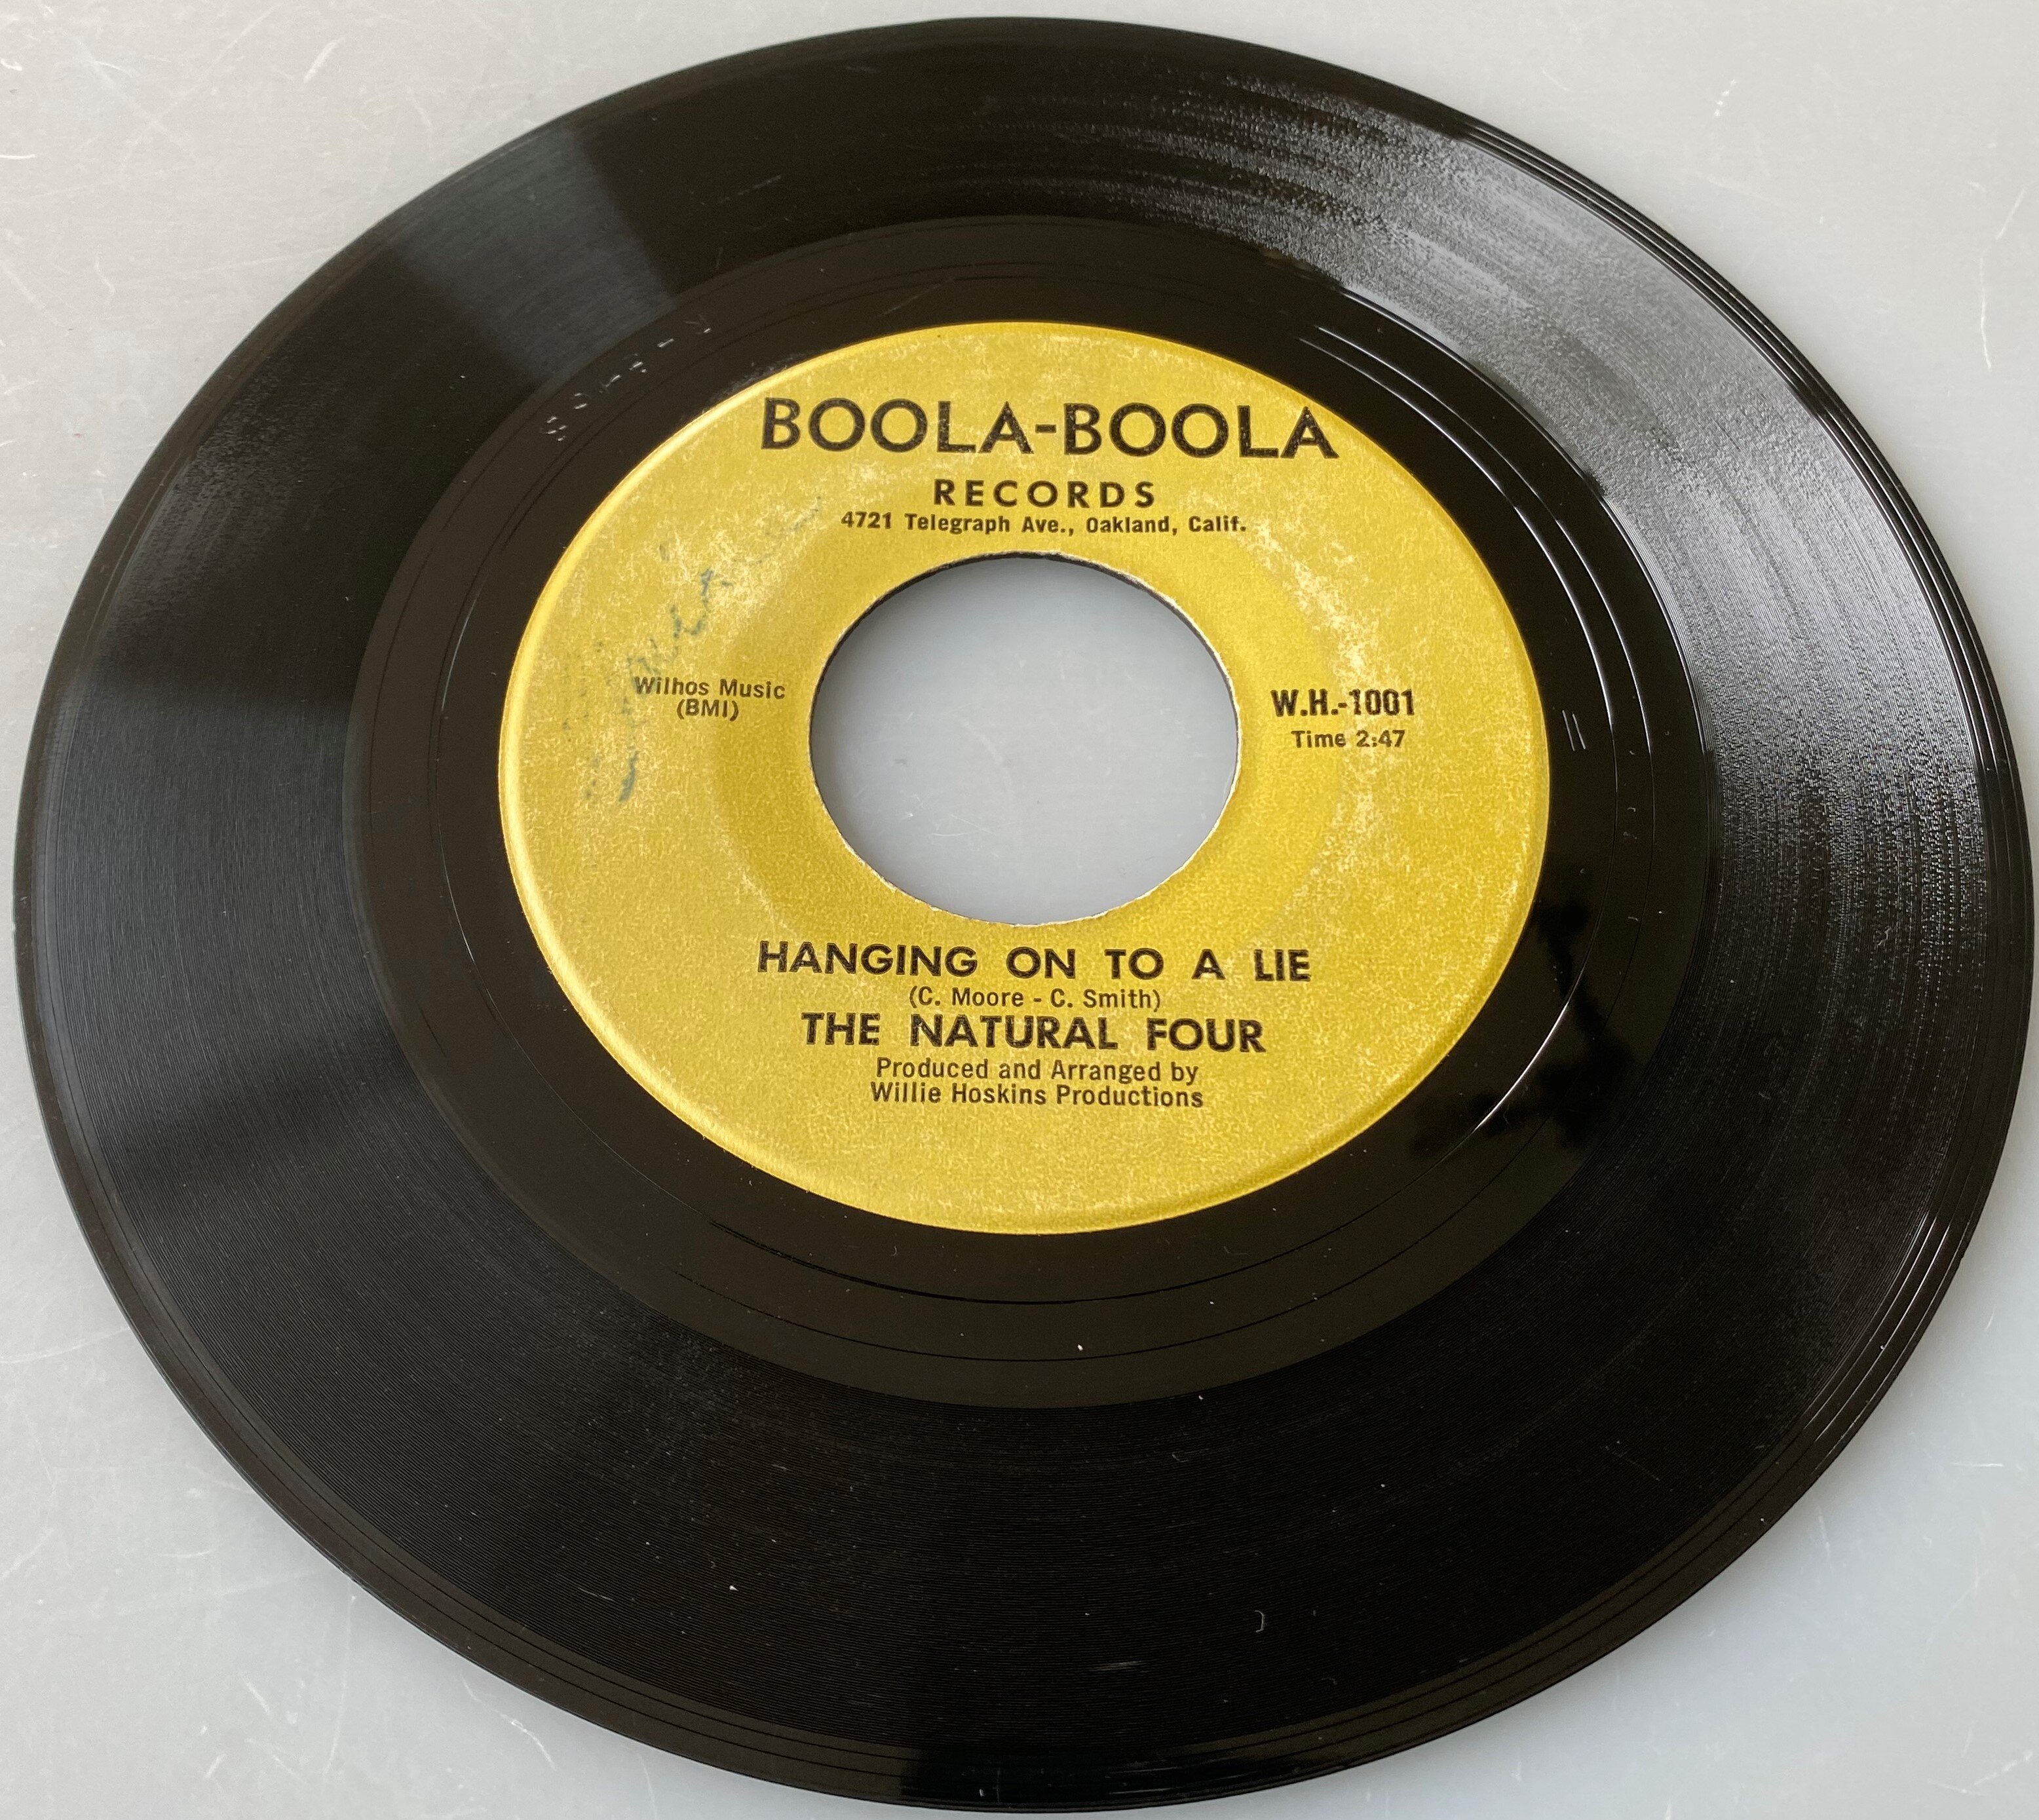 BOOLA-BOOLA
RECORDS
4721 Telegraph Ave., Oakland, Calif.
Wilhos Music
(BMI)
W.H.-1001
Time 2:47
HANGING ON TO A LIE
(C. Moore - C. Smith)
THE NATURAL FOUR
Produced and Arranged by
Willie Hoskins Productions